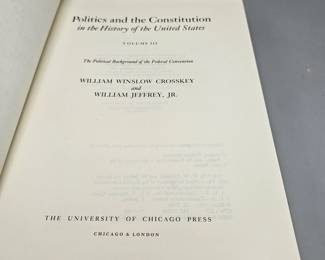 Politics and the Constitution
in the History of the United States
VOLUME III
The Political Background of the Federal Convention
WILLIAM WINSLOW CROSSKEY
and
WILLIAM JEFFREY, JR.
THE UNIVERSITY OF CHICAGO PRESS
CHICAGO & LONDON